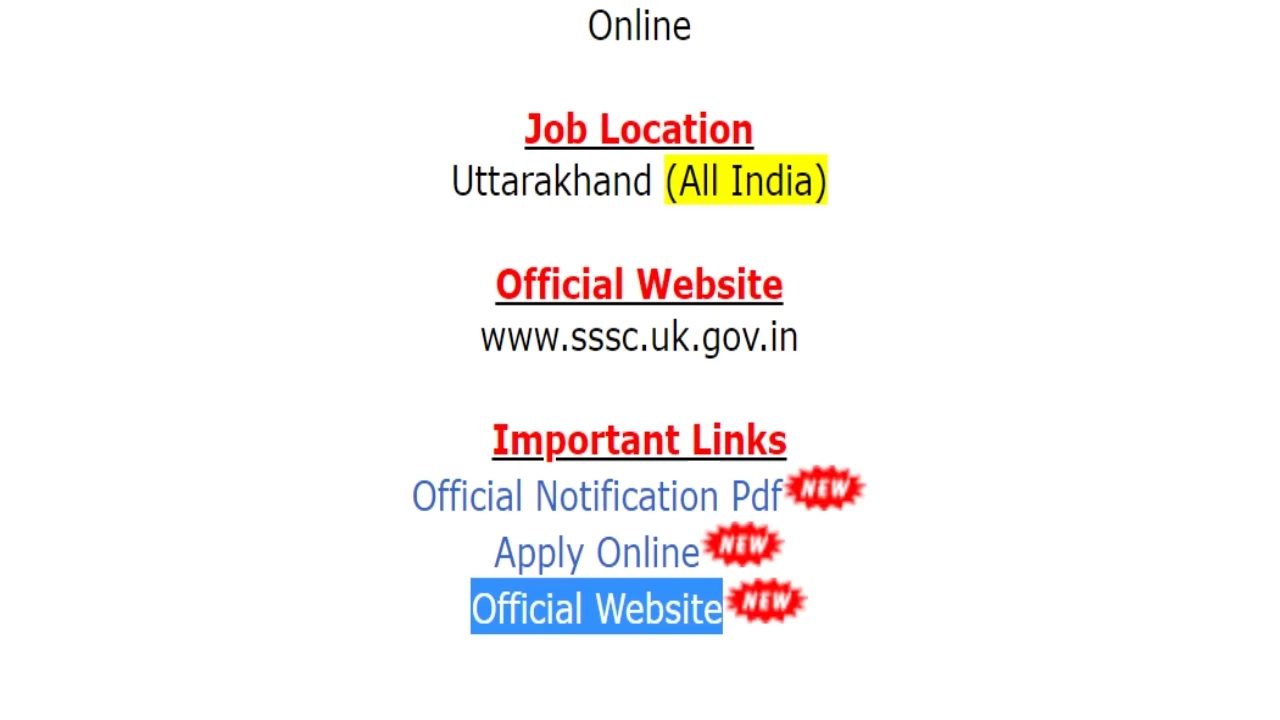 Online
Job Location
Uttarakhand (All India)
Official Website
www.sssc.uk.gov.in
Important Links
Official Notification Pdf NEW
Apply Online NEW
Official Website NEW